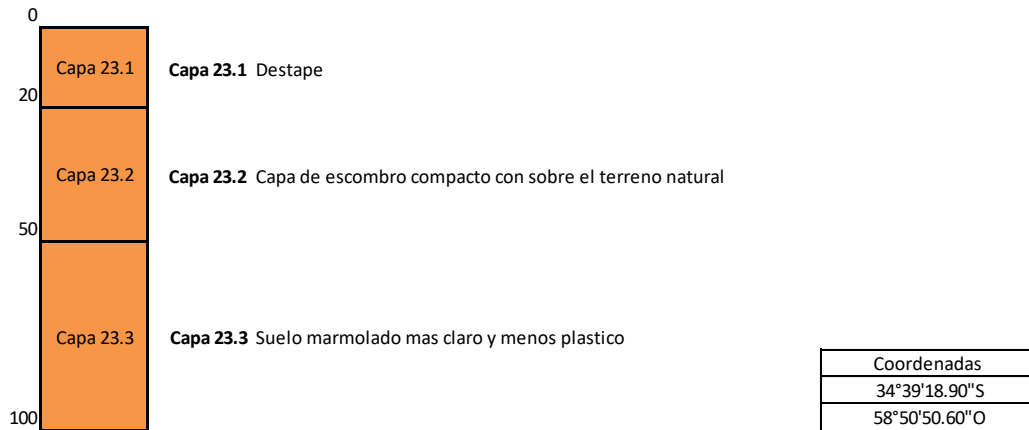 0
Capa 23.1
Capa 23.1 Destape
20
Capa 23.2
Capa 23.2 Capa de escombro compacto con sobre el terreno natural
50
Capa 23.3
Capa 23.3 Suelo marmolado mas claro y menos plastico
Coordenadas
34°39'18.90"S
58°50'50.60"O
100